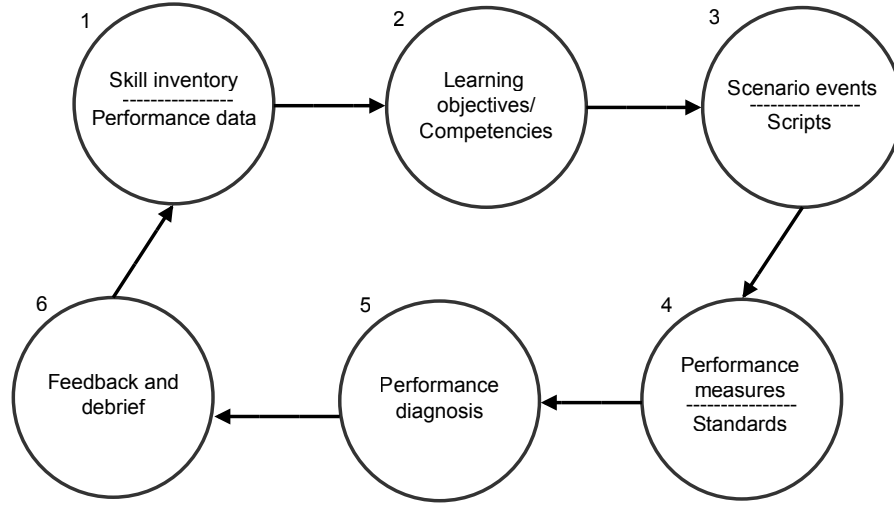 1
Skill inventory
-----------------
Performance data
2
Learning
objectives/
Competencies
3
Scenario events
----------------
Scripts
4
Performance
measures
-----------------
Standards
5
Performance
diagnosis
6
Feedback and
debrief